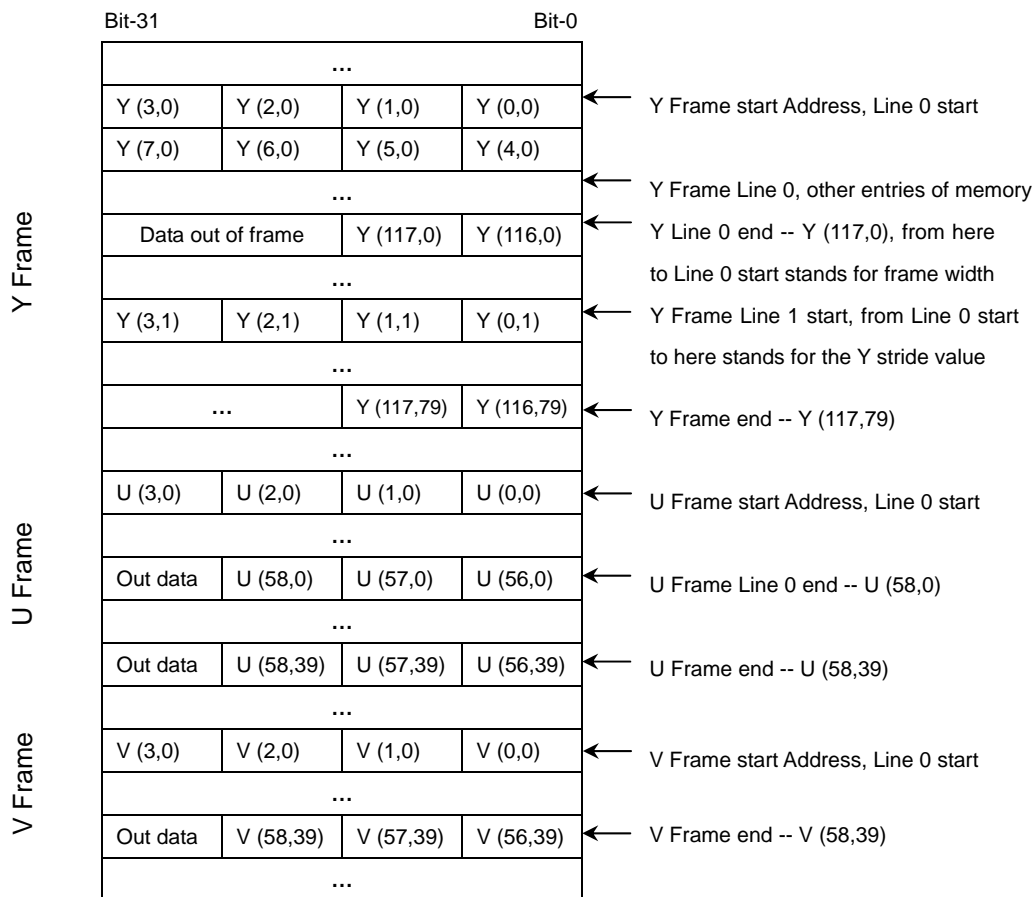 Bit-31 Bit-0
...
Y (3,0) Y (2,0) Y (1,0) Y (0,0) Y Frame start Address, Line 0 start
Y (7,0) Y (6,0) Y (5,0) Y (4,0)
... Y Frame Line 0, other entries of memory
Data out of frame Y (117,0) Y (116,0) Y Line 0 end -- Y (117,0), from here
... to Line 0 start stands for frame width
Y (3,1) Y (2,1) Y (1,1) Y (0,1) Y Frame Line 1 start, from Line 0 start
... to here stands for the Y stride value
... Y (117,79) Y (116,79) Y Frame end -- Y (117,79)
...
Y Frame
U (3,0) U (2,0) U (1,0) U (0,0) U Frame start Address, Line 0 start
...
Out data U (58,0) U (57,0) U (56,0) U Frame Line 0 end -- U (58,0)
...
Out data U (58,39) U (57,39) U (56,39) U Frame end -- U (58,39)
...
U Frame
V (3,0) V (2,0) V (1,0) V (0,0) V Frame start Address, Line 0 start
...
Out data V (58,39) V (57,39) V (56,39) V Frame end -- V (58,39)
...
V Frame